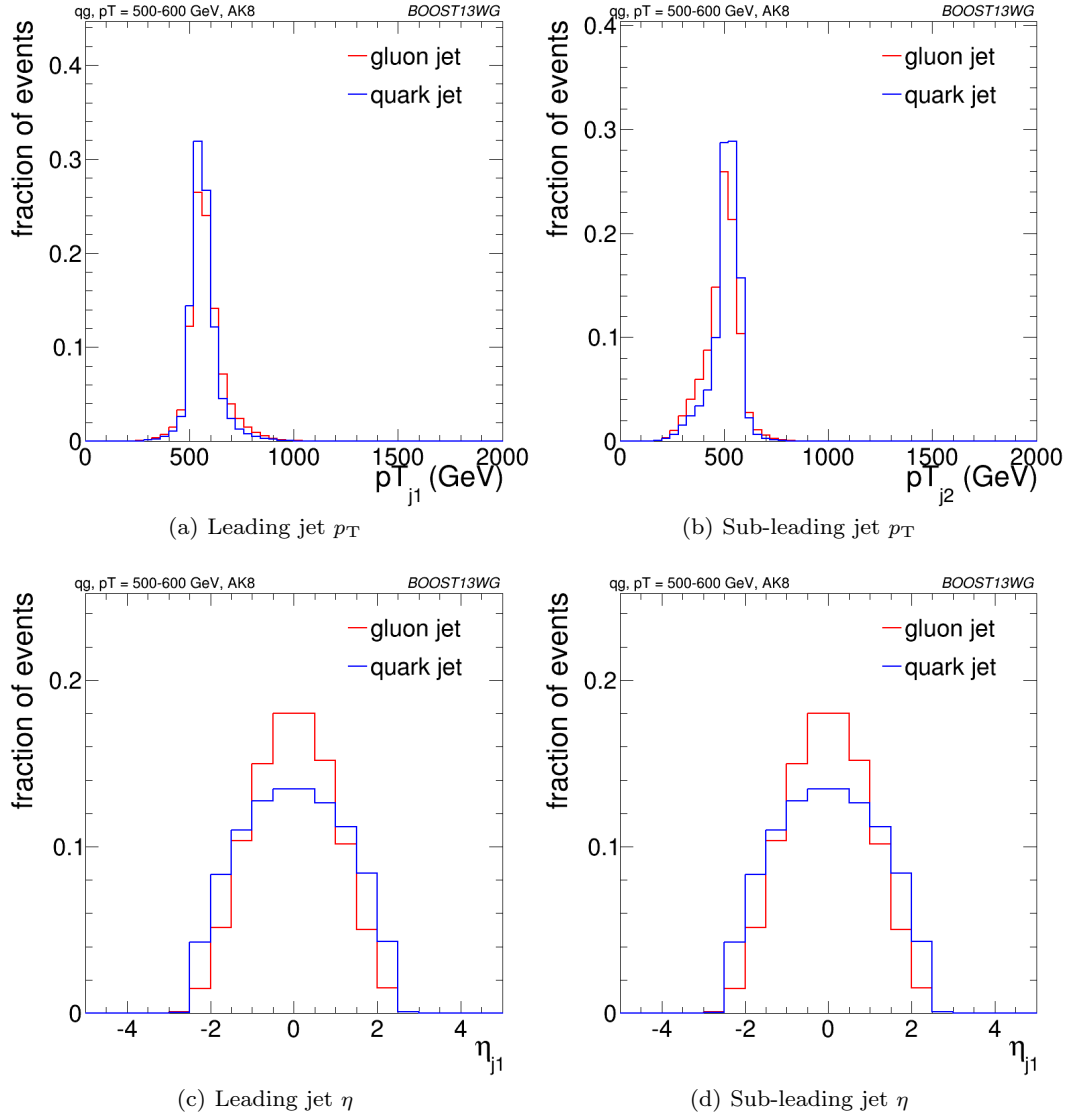 qg, pT = 500-600 GeV, AK8 BOOST13WG
fraction of events
0.4
0.3
0.2
0.1
0
gluon jet
quark jet
0 500 1000 1500 2000
pT_j1 (GeV)
(a) Leading jet p_T
qg, pT = 500-600 GeV, AK8 BOOST13WG
fraction of events
0.4
0.3
0.2
0.1
0
gluon jet
quark jet
0 500 1000 1500 2000
pT_j2 (GeV)
(b) Sub-leading jet p_T
qg, pT = 500-600 GeV, AK8 BOOST13WG
fraction of events
0.2
0.1
0
gluon jet
quark jet
-4 -2 0 2 4
η_j1
(c) Leading jet η
qg, pT = 500-600 GeV, AK8 BOOST13WG
fraction of events
0.2
0.1
0
gluon jet
quark jet
-4 -2 0 2 4
η_j1
(d) Sub-leading jet η